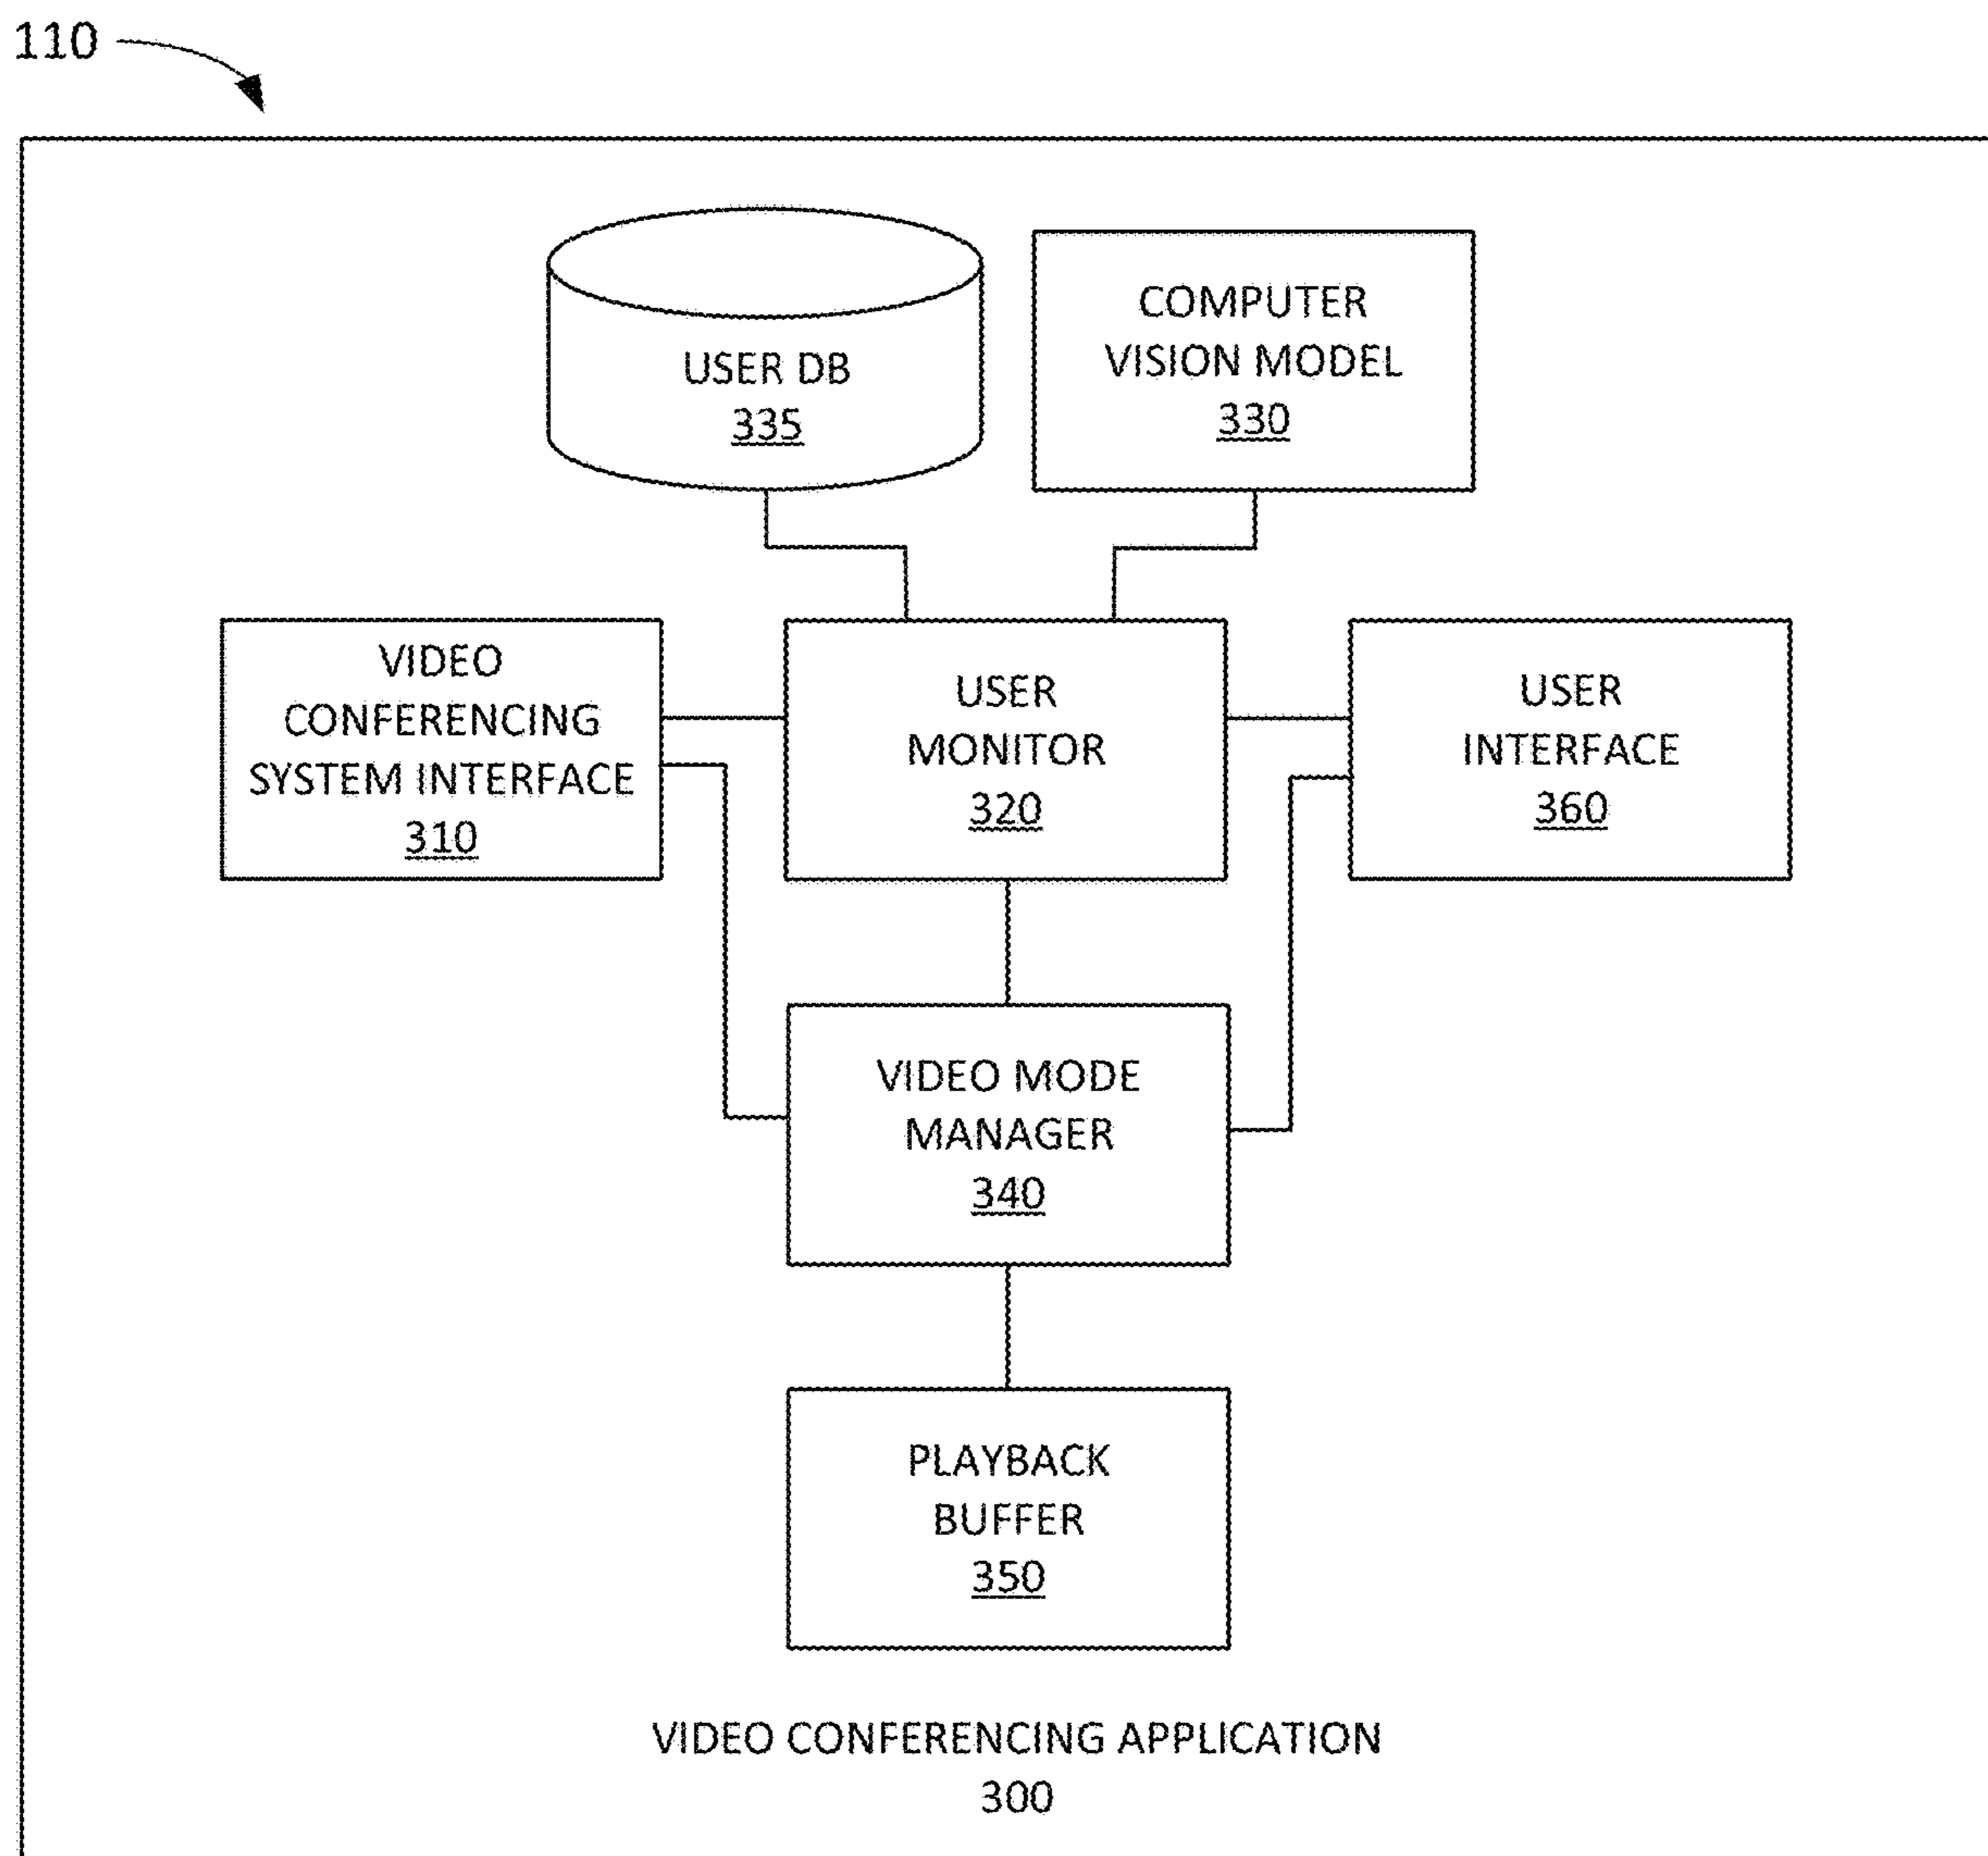 110
USER DB
335
COMPUTER
VISION MODEL
330
VIDEO
CONFERENCING
SYSTEM INTERFACE
310
USER
MONITOR
320
USER
INTERFACE
360
VIDEO MODE
MANAGER
340
PLAYBACK
BUFFER
350
VIDEO CONFERENCING APPLICATION
300